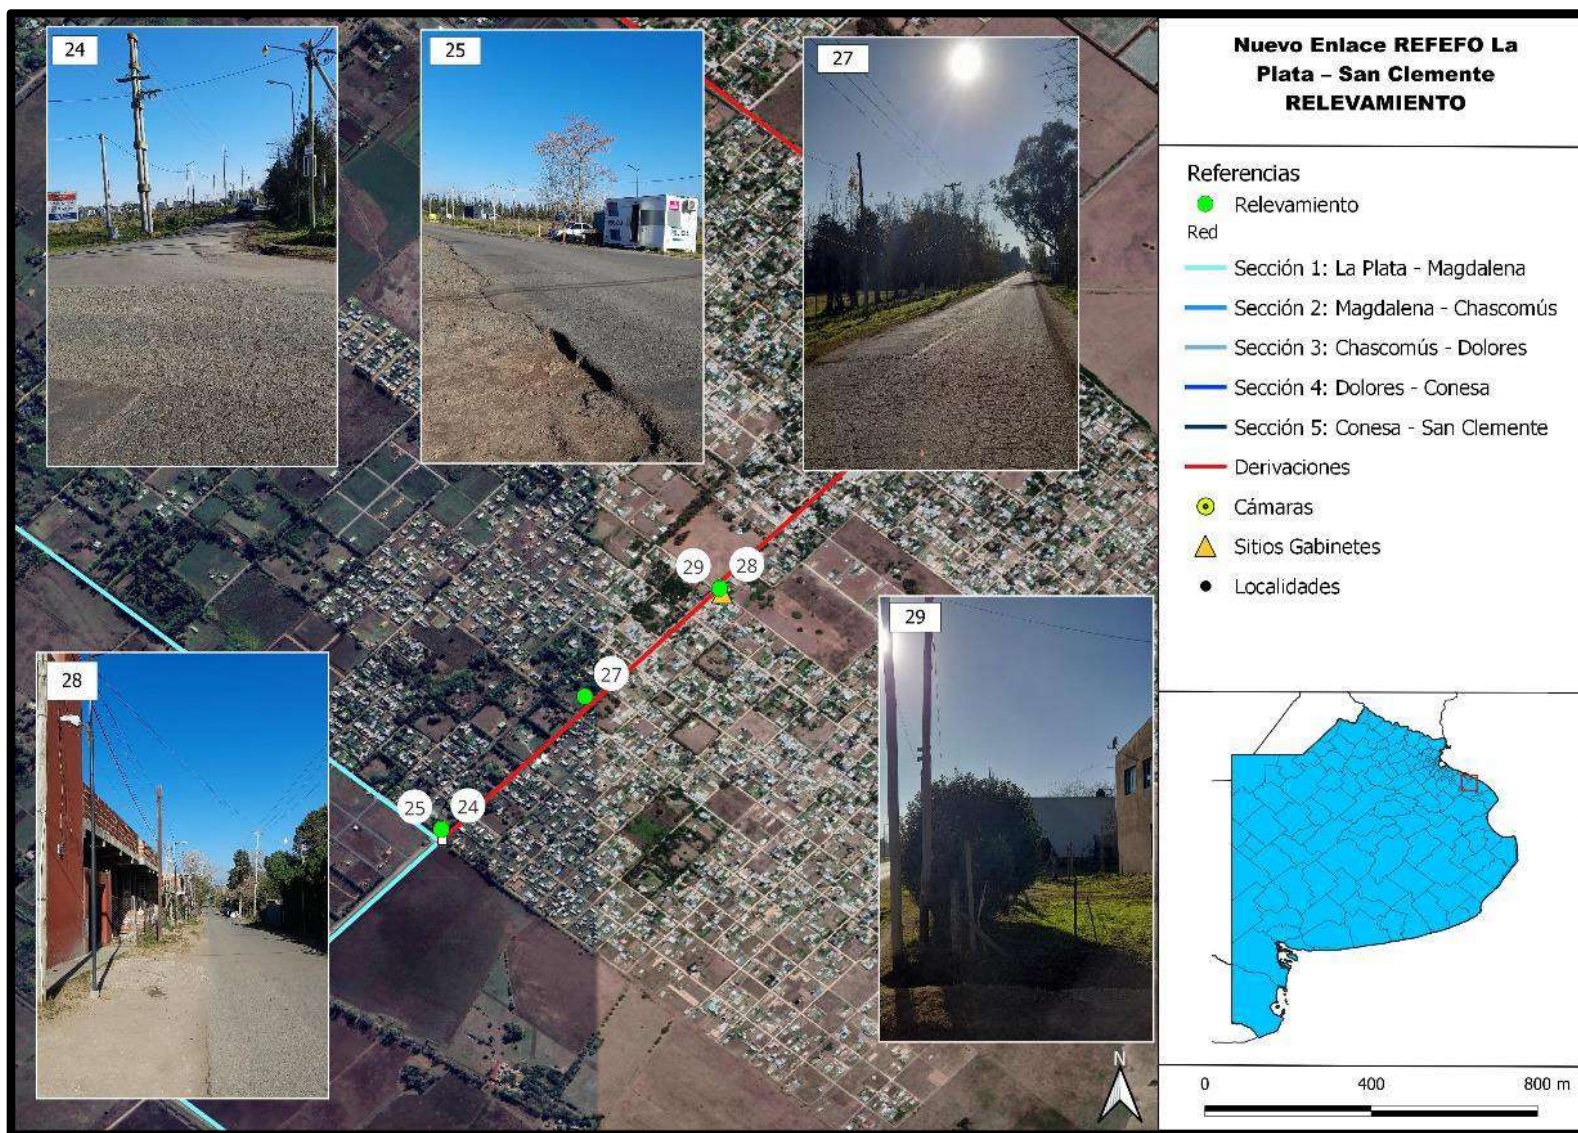 Nuevo Enlace REFEFO La
Plata – San Clemente
RELEVAMIENTO
Referencias
Relevamiento
Red
Sección 1: La Plata - Magdalena
Sección 2: Magdalena - Chascomús
Sección 3: Chascomús - Dolores
Sección 4: Dolores - Conesa
Sección 5: Conesa - San Clemente
Derivaciones
Cámaras
Sitios Gabinetes
Localidades
0 400 800 m
24
25
27
29 28
27
29
28
25 24
N